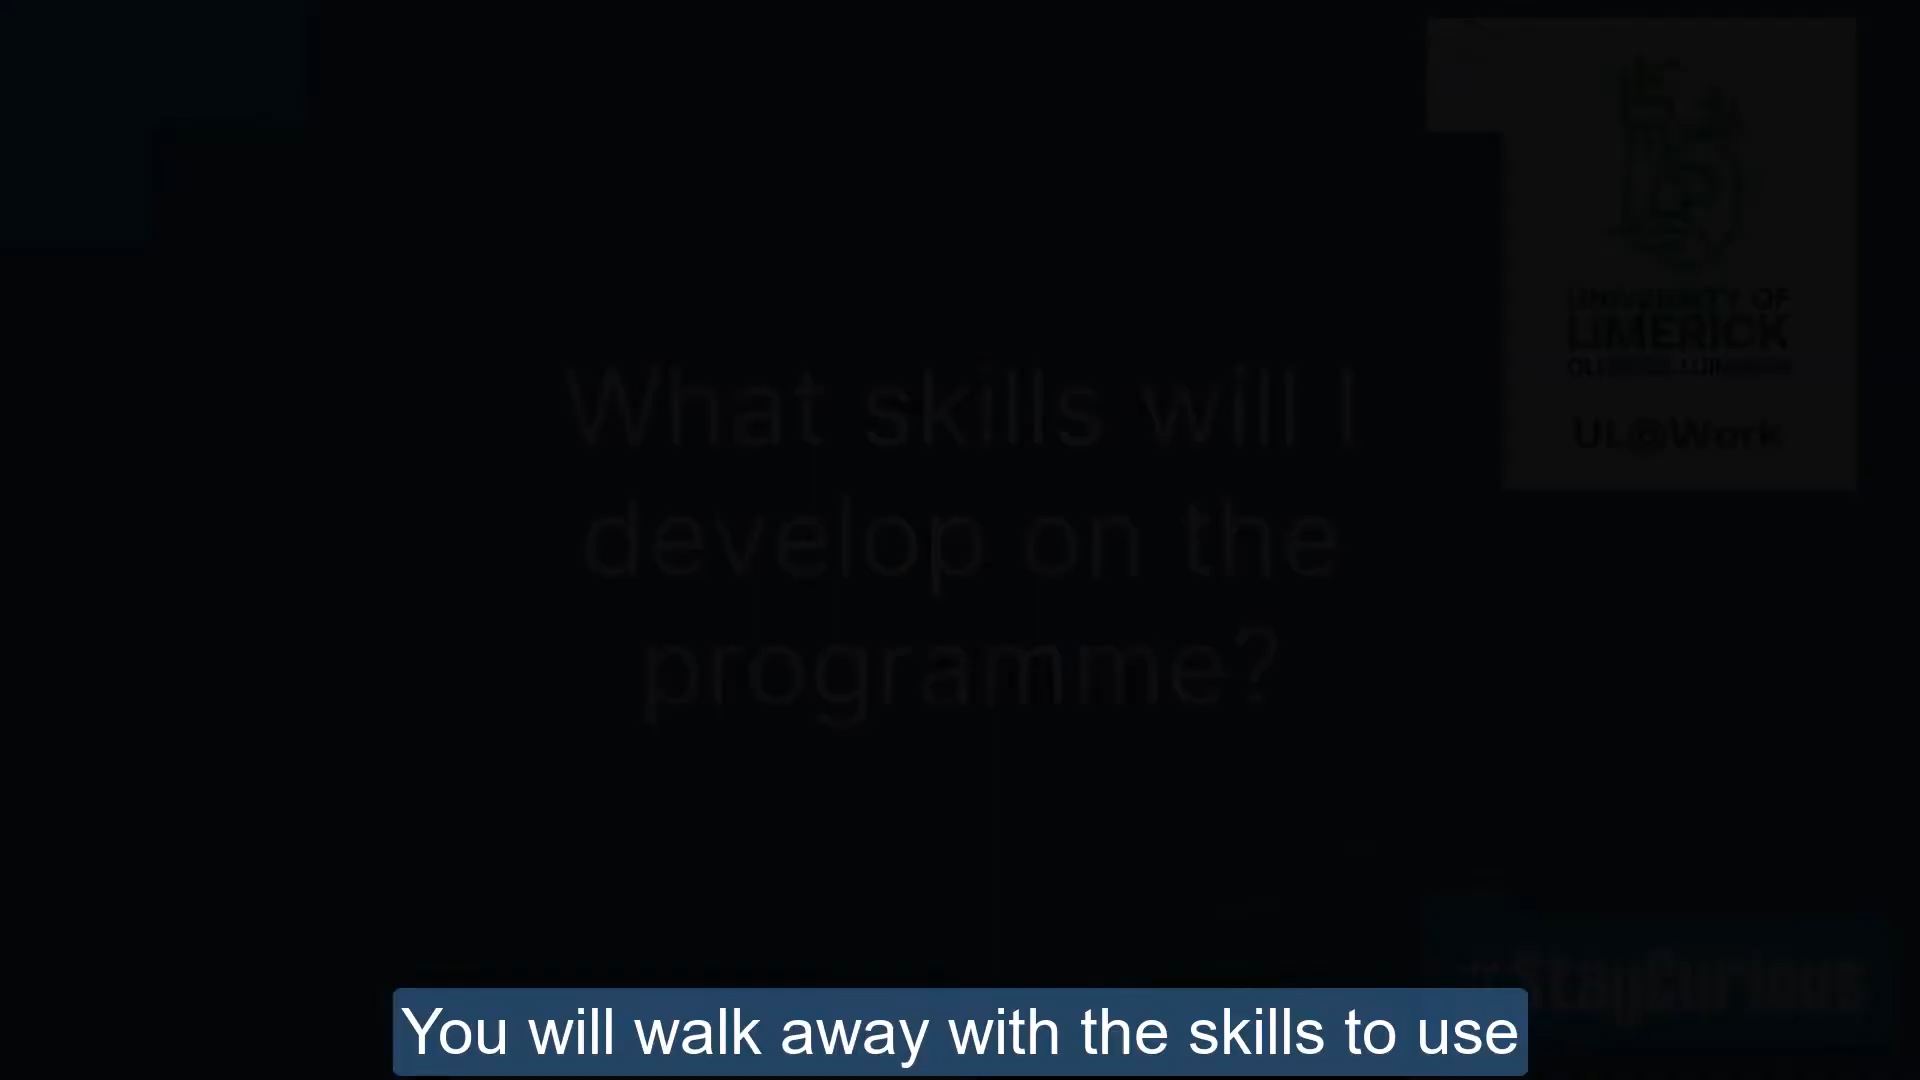 UNIVERSITY OF
LIMERICK
UL@Work
What skills will I
develop on the
programme?
#StayCurious
You will walk away with the skills to use